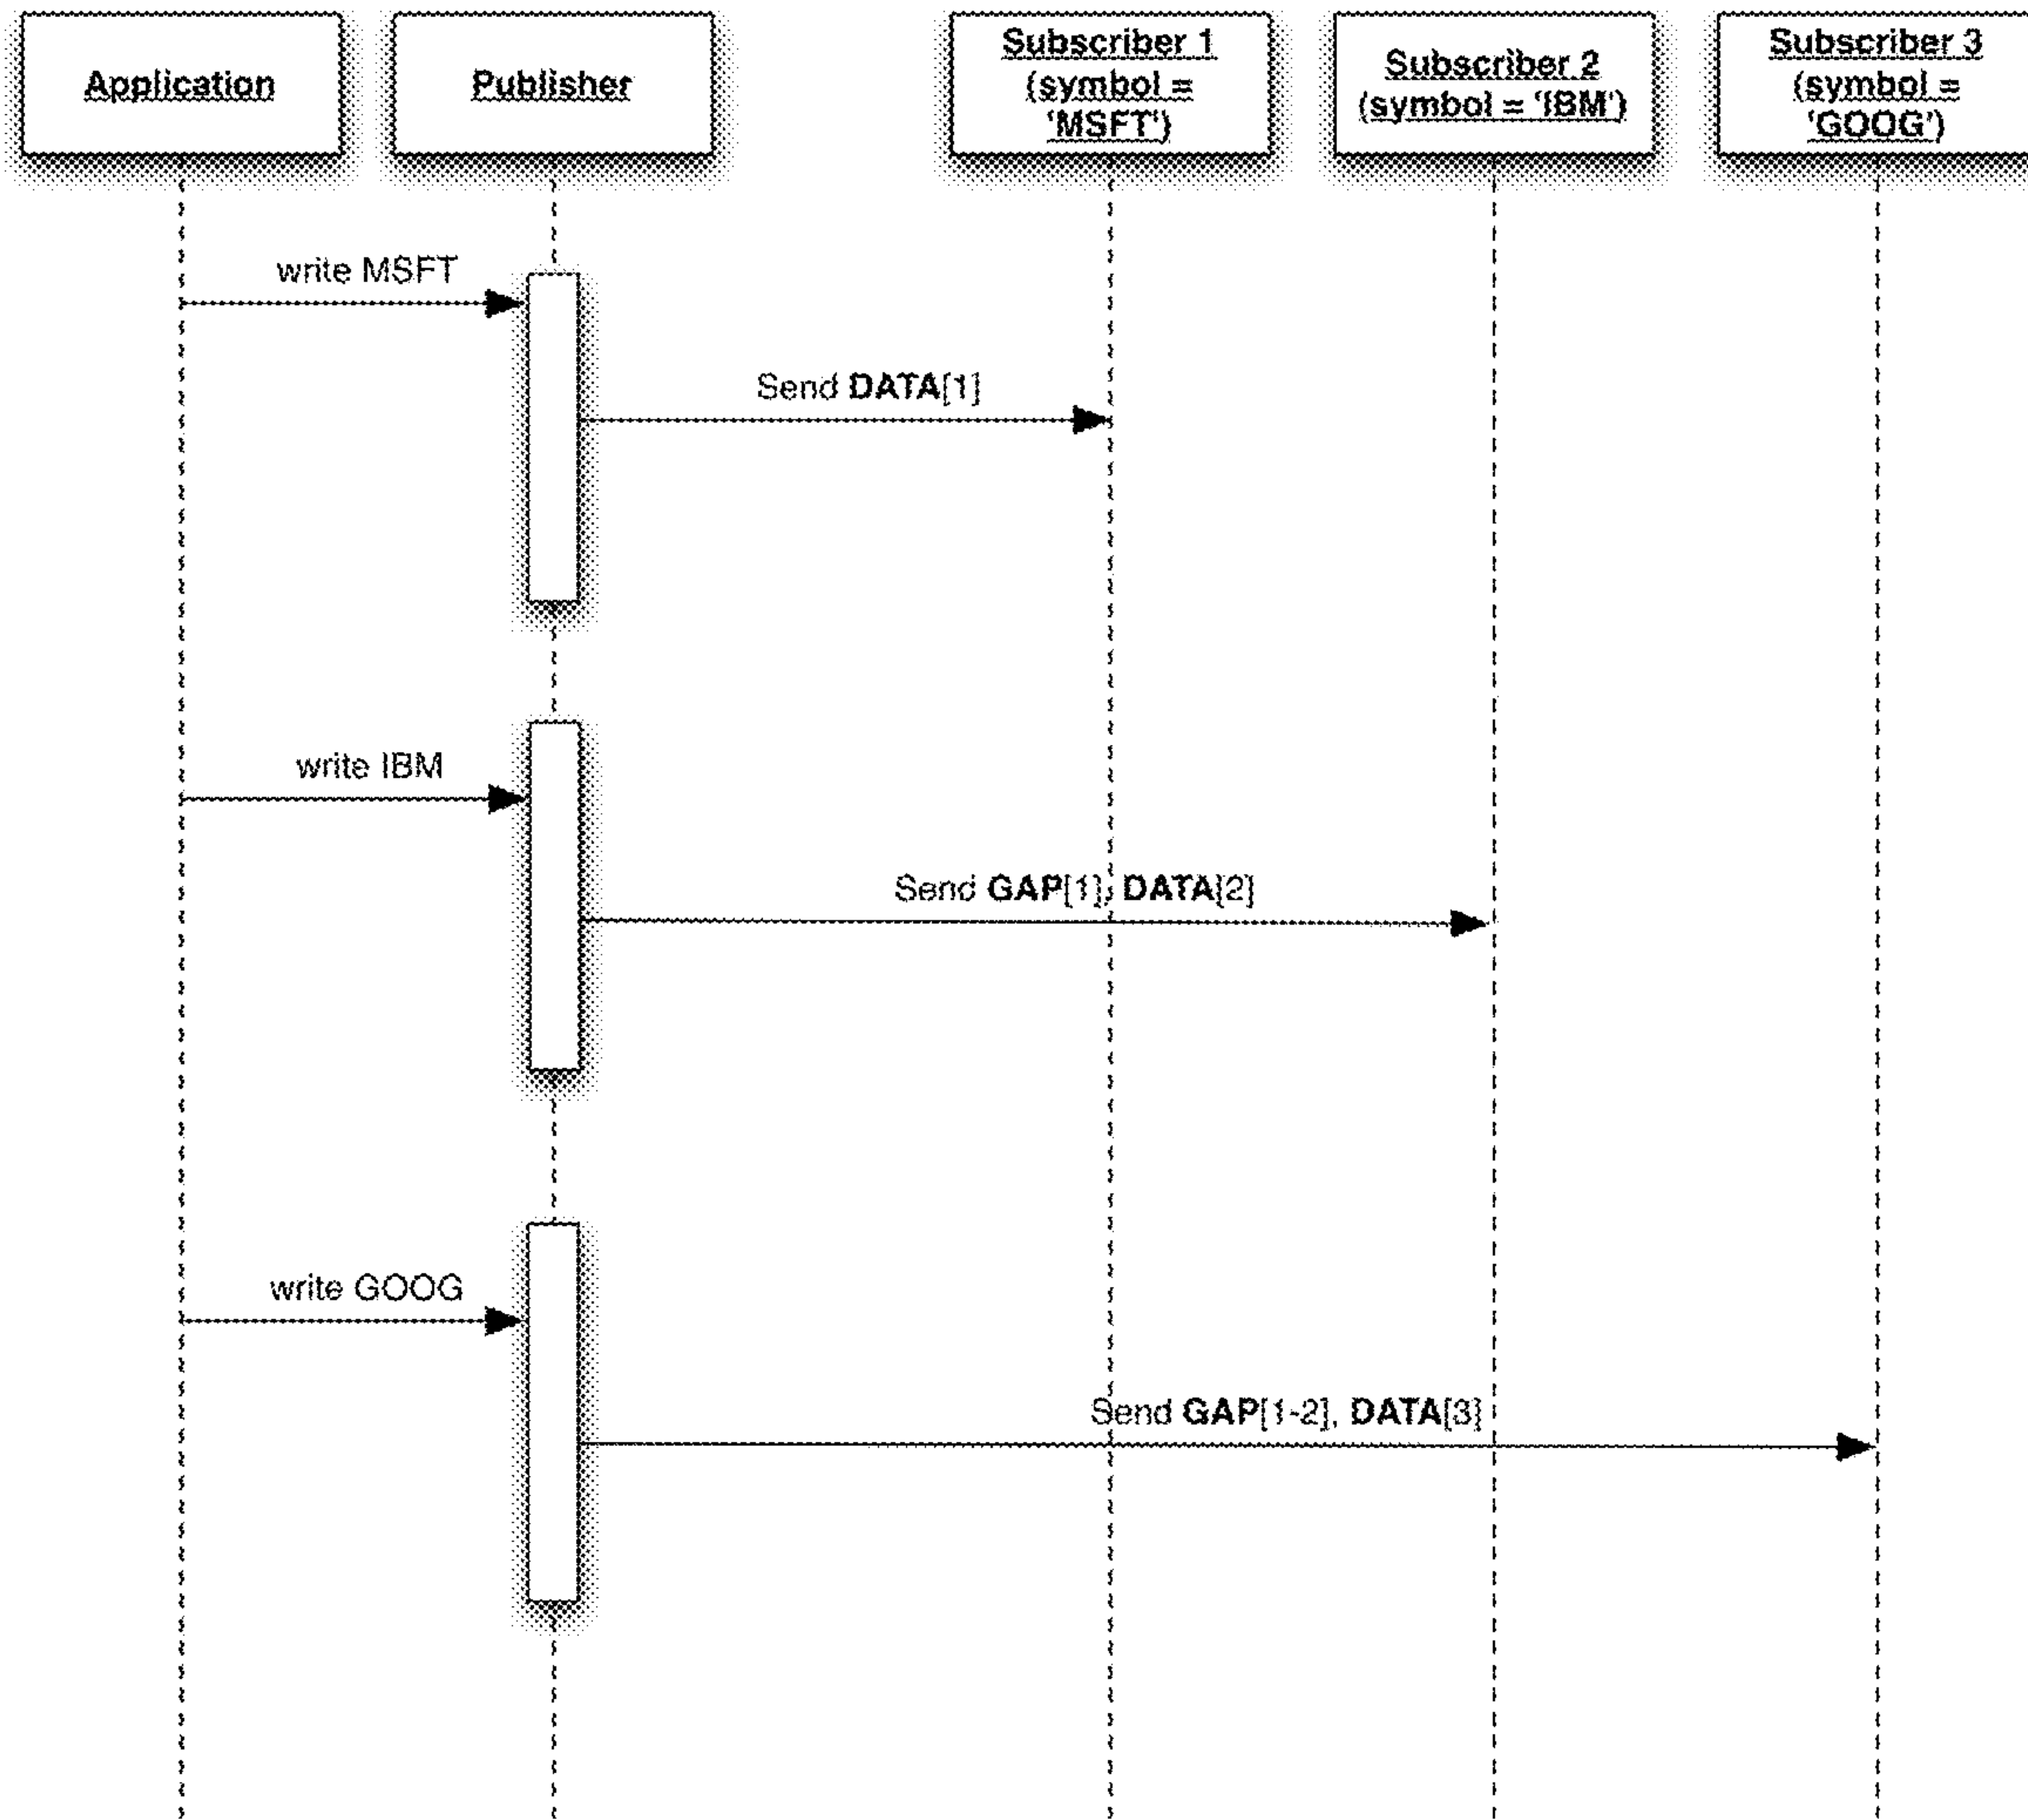 Application
Publisher
Subscriber 1
(symbol =
'MSFT')
Subscriber 2
(symbol = 'IBM')
Subscriber 3
(symbol =
'GOOG')
write MSFT
Send DATA[1]
write IBM
Send GAP[1], DATA[2]
write GOOG
Send GAP[1-2], DATA[3]